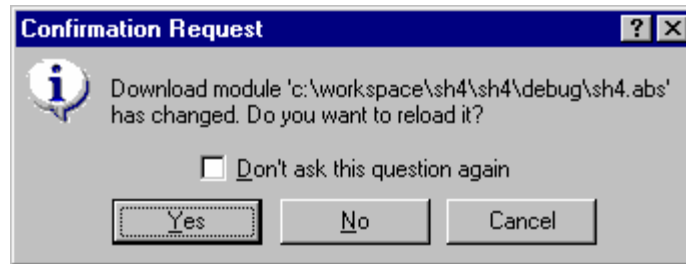 Confirmation Request ? ×
i
Download module 'c:\workspace\sh4\sh4\debug\sh4.abs'
has changed. Do you want to reload it?
Don't ask this question again
Yes No Cancel